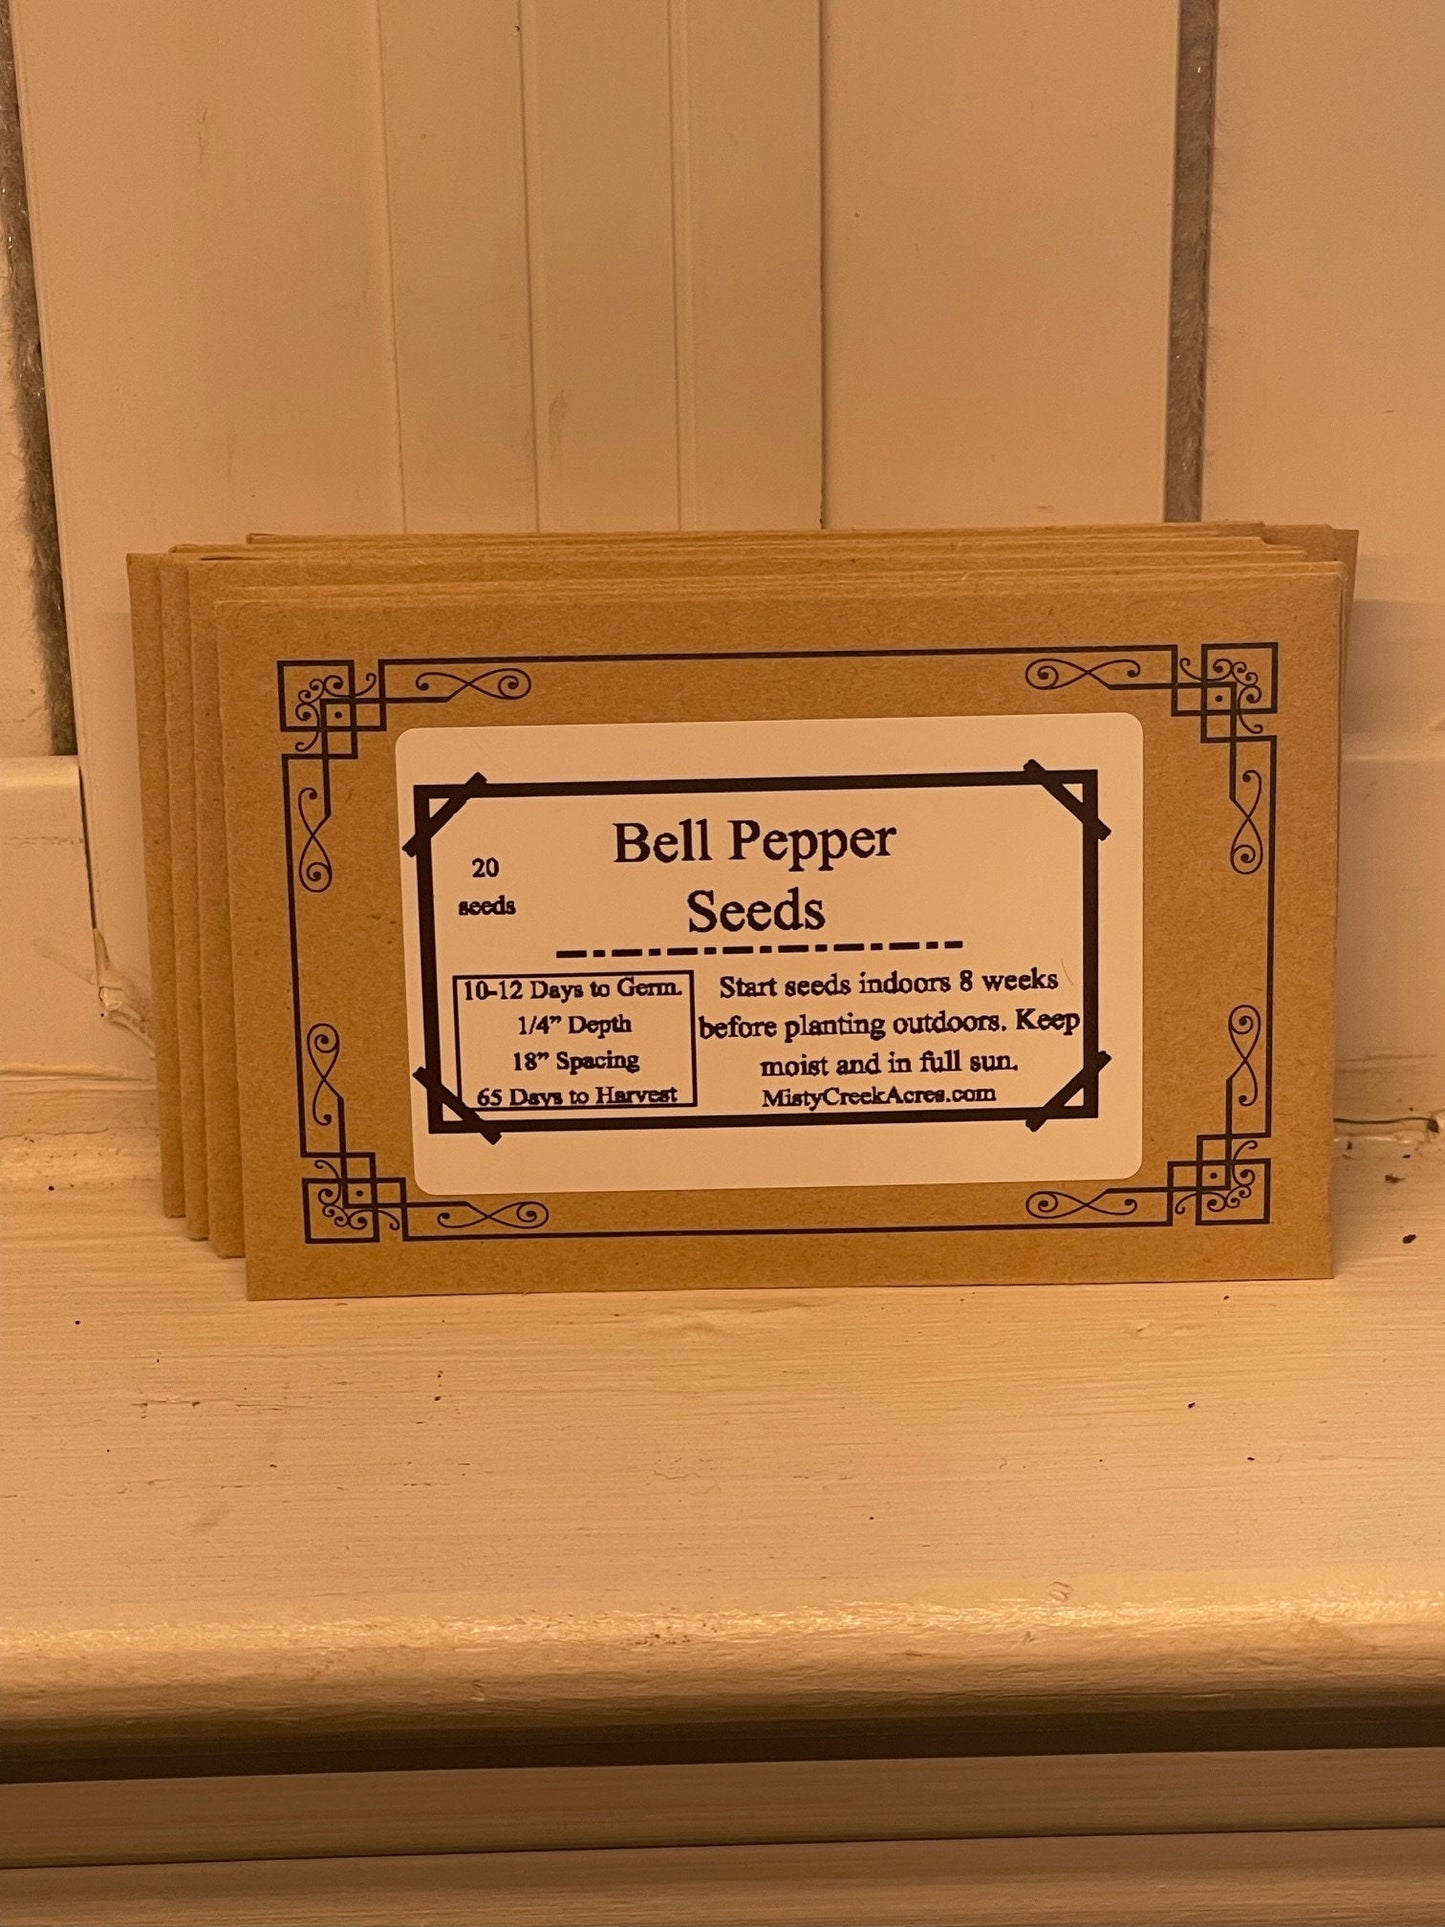 Bell Pepper
Seeds
20
seeds
10-12 Days to Germ.
1/4” Depth
18” Spacing
65 Days to Harvest
Start seeds indoors 8 weeks
before planting outdoors. Keep
moist and in full sun.
MistyCreekAcres.com